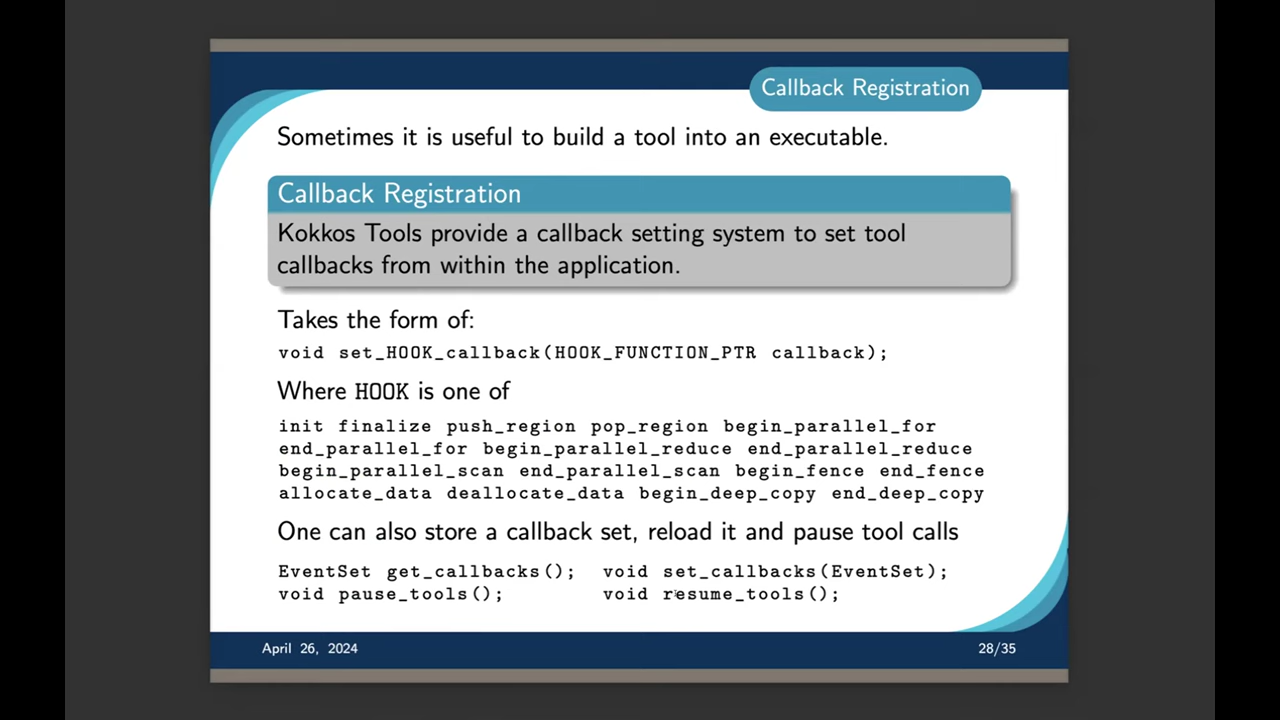 Callback Registration
Sometimes it is useful to build a tool into an executable.
Callback Registration
Kokkos Tools provide a callback setting system to set tool
callbacks from within the application.
Takes the form of:
void set_HOOK_callback(HOOK_FUNCTION_PTR callback);
Where HOOK is one of
init finalize push_region pop_region begin_parallel_for
end_parallel_for begin_parallel_reduce end_parallel_reduce
begin_parallel_scan end_parallel_scan begin_fence end_fence
allocate_data deallocate_data begin_deep_copy end_deep_copy
One can also store a callback set, reload it and pause tool calls
EventSet get_callbacks(); void set_callbacks(EventSet);
void pause_tools(); void resume_tools();
April 26, 2024 28/35